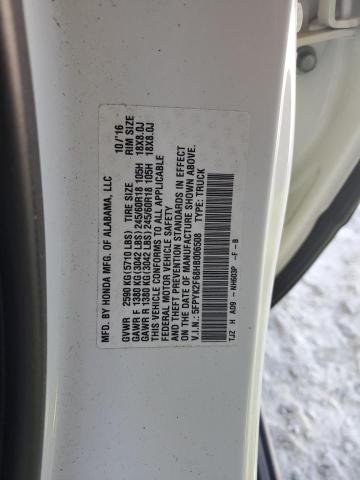 MFD. BY HONDA MFG. OF ALABAMA, LLC 10/'16
GVWR 2590 KG(5710 LBS) TIRE SIZE RIM SIZE
GAWR F 1380 KG(3042 LBS) 245/60R18 105H 18X8.0J
GAWR R 1380 KG(3042 LBS) 245/60R18 105H 18X8.0J
THIS VEHICLE CONFORMS TO ALL APPLICABLE
FEDERAL MOTOR VEHICLE SAFETY
AND THEFT PREVENTION STANDARDS IN EFFECT
ON THE DATE OF MANUFACTURE SHOWN ABOVE.
V.I.N.: 5FPYK2F68HB006508 TYPE: TRUCK
TJZ H AD9 -NH603P -F -B